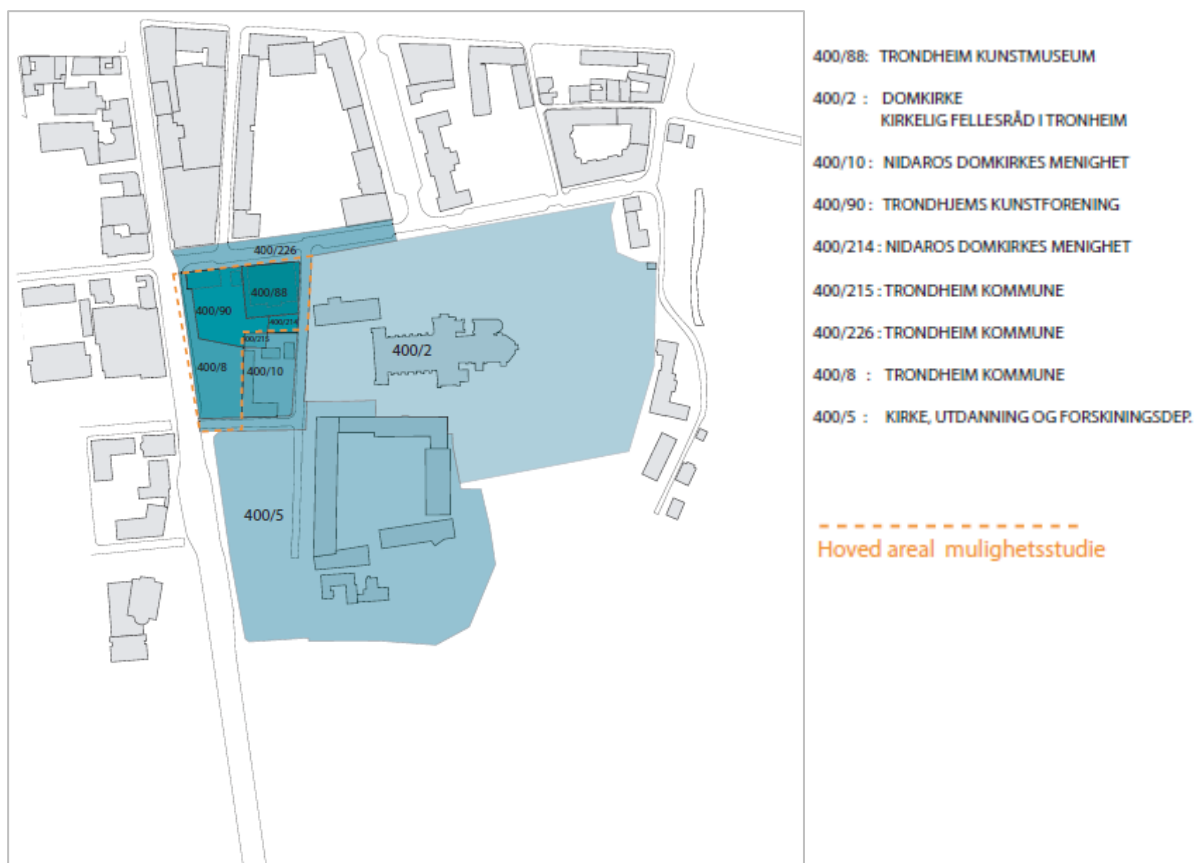 400/226
400/88
400/90
400/214
400/215
400/8
400/10
400/2
400/5
400/88: TRONDHEIM KUNSTMUSEUM
400/2 : DOMKIRKE
KIRKELIG FELLESRÅD I TRONHEIM
400/10 : NIDAROS DOMKIRKES MENIGHET
400/90 : TRONDHJEMS KUNSTFORENING
400/214 : NIDAROS DOMKIRKES MENIGHET
400/215 : TRONDHEIM KOMMUNE
400/226 : TRONDHEIM KOMMUNE
400/8 : TRONDHEIM KOMMUNE
400/5 : KIRKE, UTDANNING OG FORSKININGSDEP.
Hoved areal mulighetsstudie